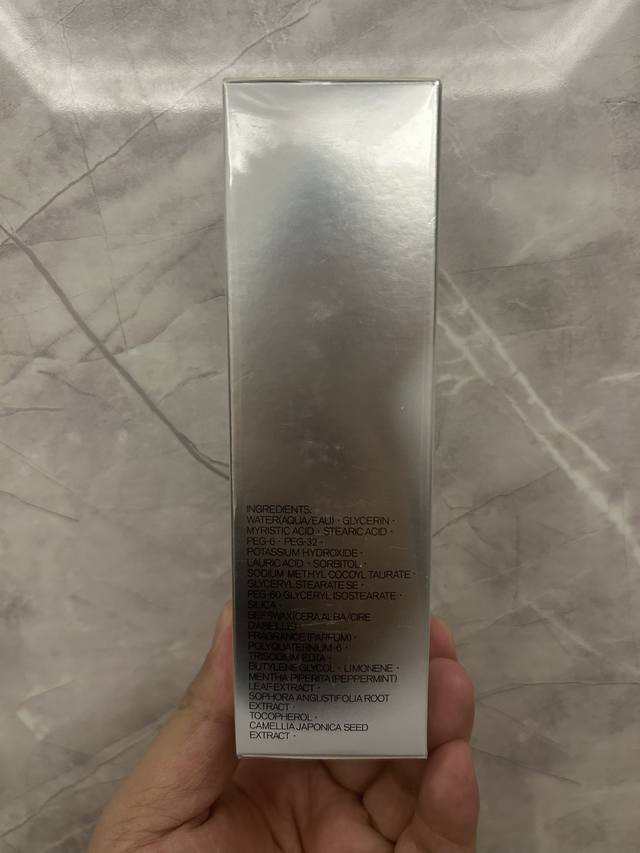 INGREDIENTS:
WATER(AQUA/EAU)・GLYCERIN・
MYRISTIC ACID・STEARIC ACID・
PEG-6・PEG-32・
POTASSIUM HYDROXIDE・
LAURIC ACID・SORBITOL・
SODIUM METHYL COCOYL TAURATE・
GLYCERYL STEARATE SE・
PEG-60 GLYCERYL ISOSTEARATE・
SILICA・
BEESWAX(CERA ALBA/CIRE
D'ABEILLE)・
FRAGRANCE (PARFUM)・
POLYQUATERNIUM-6・
TRISODIUM EDTA・
BUTYLENE GLYCOL・LIMONENE・
MENTHA PIPERITA (PEPPERMINT)
LEAF EXTRACT・
SOPHORA ANGUSTIFOLIA ROOT
EXTRACT・
TOCOPHEROL・
CAMELLIA JAPONICA SEED
EXTRACT・